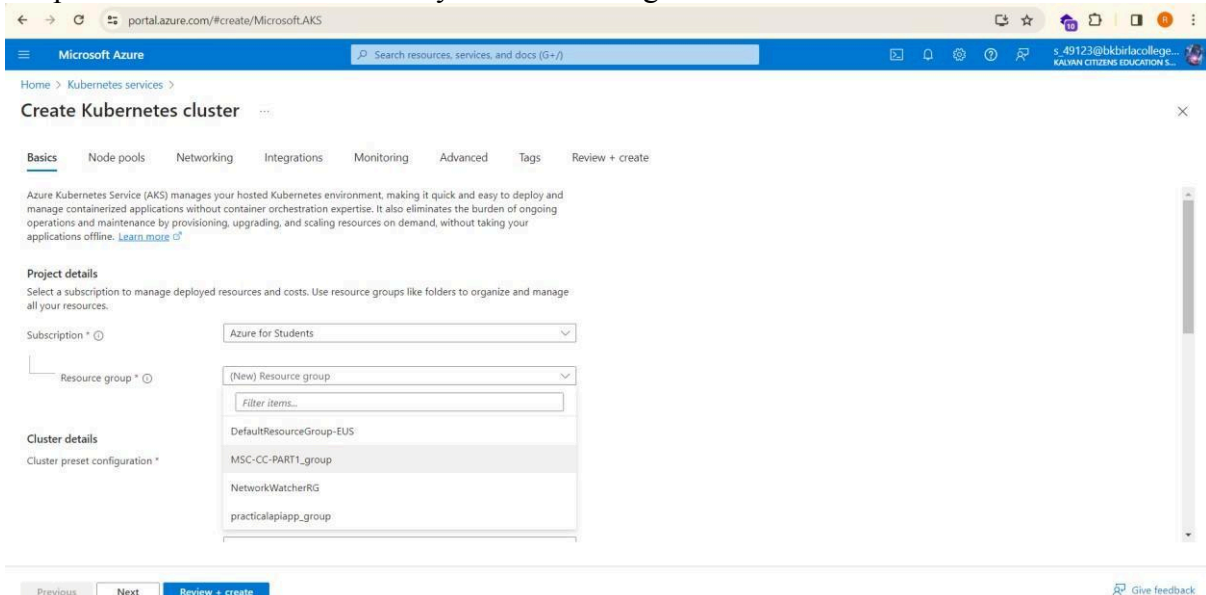 portal.azure.com/#create/Microsoft.AKS
10
R
Microsoft Azure
Search resources, services, and docs (G+/)
s_49123@bkbirlacollege...
KALYAN CITIZENS EDUCATION S...
Home > Kubernetes services >
Create Kubernetes cluster ...
Basics Node pools Networking Integrations Monitoring Advanced Tags Review + create
Azure Kubernetes Service (AKS) manages your hosted Kubernetes environment, making it quick and easy to deploy and
manage containerized applications without container orchestration expertise. It also eliminates the burden of ongoing
operations and maintenance by provisioning, upgrading, and scaling resources on demand, without taking your
applications offline. Learn more
Project details
Select a subscription to manage deployed resources and costs. Use resource groups like folders to organize and manage
all your resources.
Subscription * Azure for Students
Resource group * (New) Resource group
Filter items...
DefaultResourceGroup-EUS
Cluster details
Cluster preset configuration * MSC-CC-PART1_group
NetworkWatcherRG
practicalapiapp_group
Previous Next Review + create Give feedback